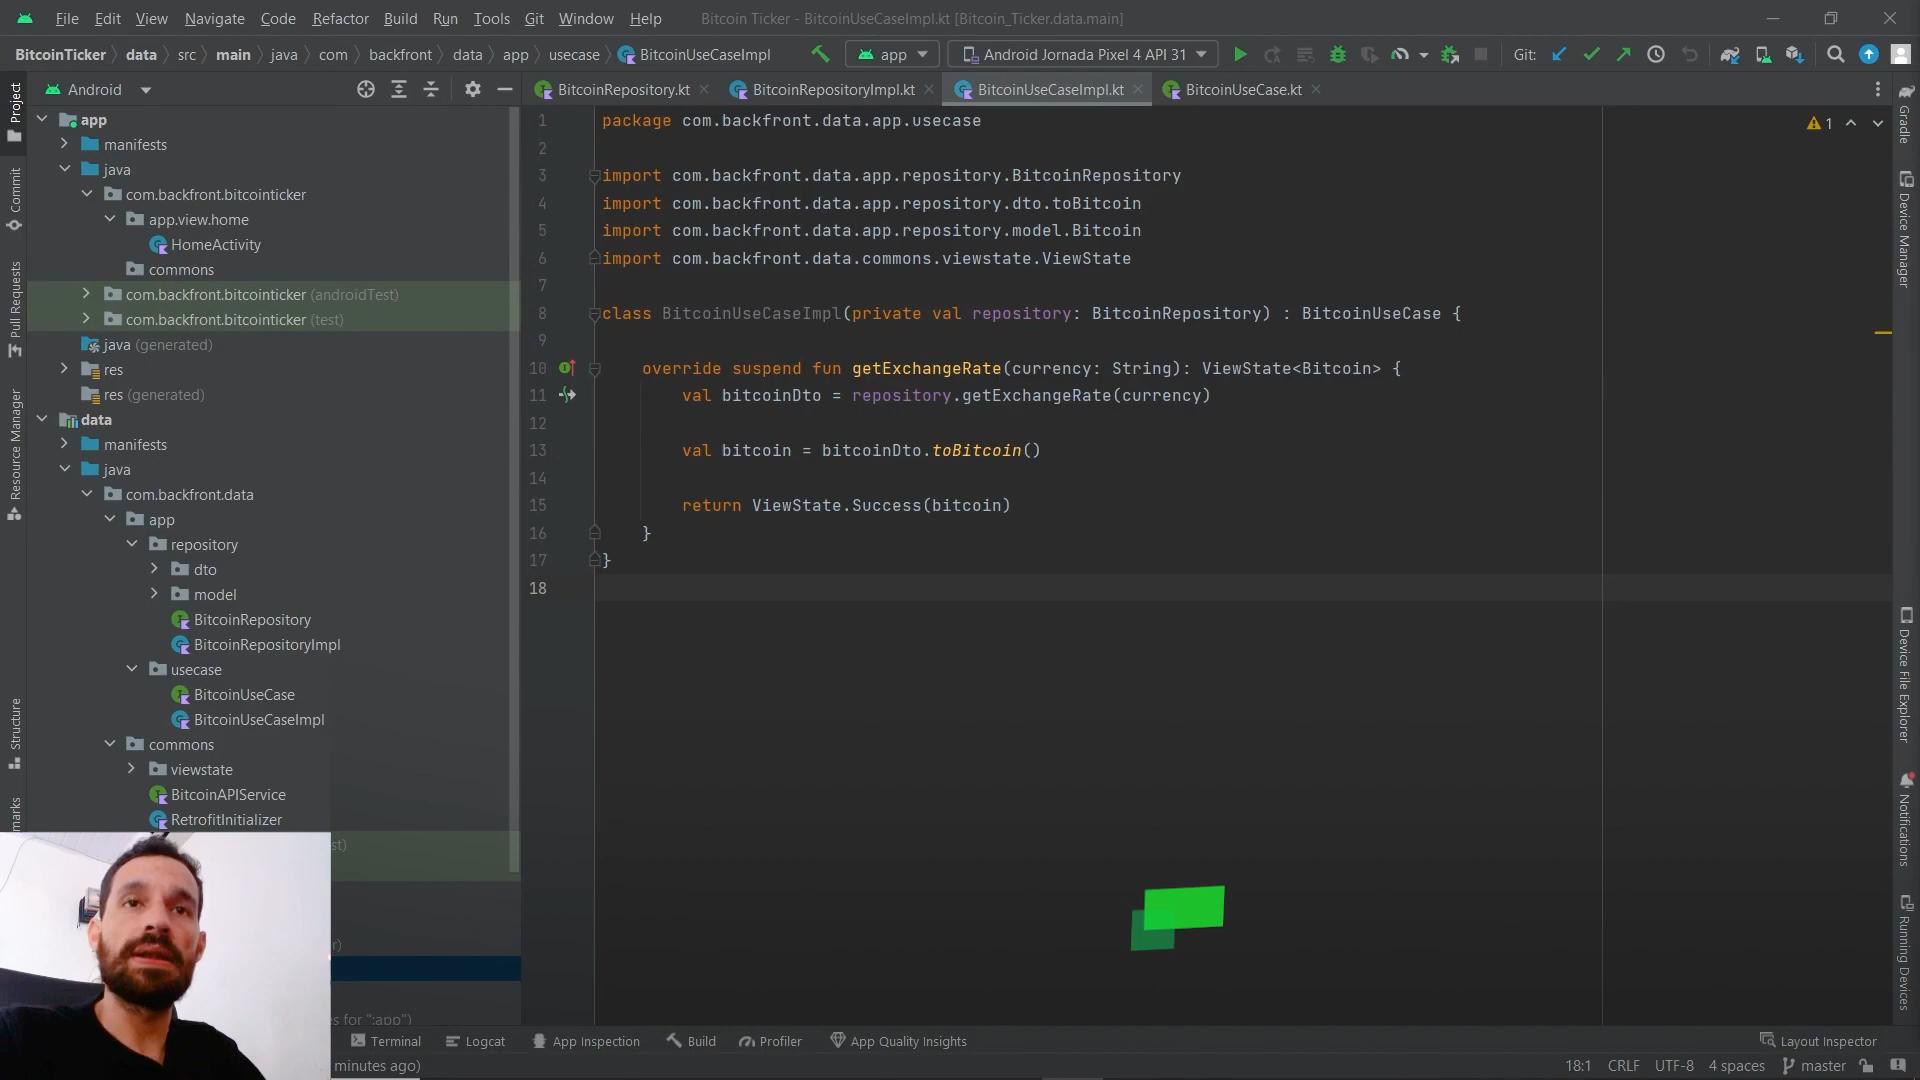 File Edit View Navigate Code Refactor Build Run Tools Git Window Help Bitcoin Ticker - BitcoinUseCaseImpl.kt [Bitcoin_Ticker.data.main]
BitcoinTicker data src main java com backfront data app usecase BitcoinUseCaseImpl app Android Jornada Pixel 4 API 31 Git:
Android
BitcoinRepository.kt BitcoinRepositoryImpl.kt BitcoinUseCaseImpl.kt BitcoinUseCase.kt
Project
Commit
Pull Requests
Resource Manager
Structure
marks
app
manifests
java
com.backfront.bitcointicker
app.view.home
HomeActivity
commons
com.backfront.bitcointicker (androidTest)
com.backfront.bitcointicker (test)
java (generated)
res
res (generated)
data
manifests
java
com.backfront.data
app
repository
dto
model
BitcoinRepository
BitcoinRepositoryImpl
usecase
BitcoinUseCase
BitcoinUseCaseImpl
commons
viewstate
BitcoinAPIService
RetrofitInitializer
st)
r)
s for ":app")
1 package com.backfront.data.app.usecase
2
3 import com.backfront.data.app.repository.BitcoinRepository
4 import com.backfront.data.app.repository.dto.toBitcoin
5 import com.backfront.data.app.repository.model.Bitcoin
6 import com.backfront.data.commons.viewstate.ViewState
7
8 class BitcoinUseCaseImpl(private val repository: BitcoinRepository) : BitcoinUseCase {
9
10 override suspend fun getExchangeRate(currency: String): ViewState<Bitcoin> {
11 val bitcoinDto = repository.getExchangeRate(currency)
12
13 val bitcoin = bitcoinDto.toBitcoin()
14
15 return ViewState.Success(bitcoin)
16 }
17 }
18
1
Gradle
Device Manager
Device File Explorer
Notifications
Running Devices
Terminal Logcat App Inspection Build Profiler App Quality Insights Layout Inspector
minutes ago) 18:1 CRLF UTF-8 4 spaces master